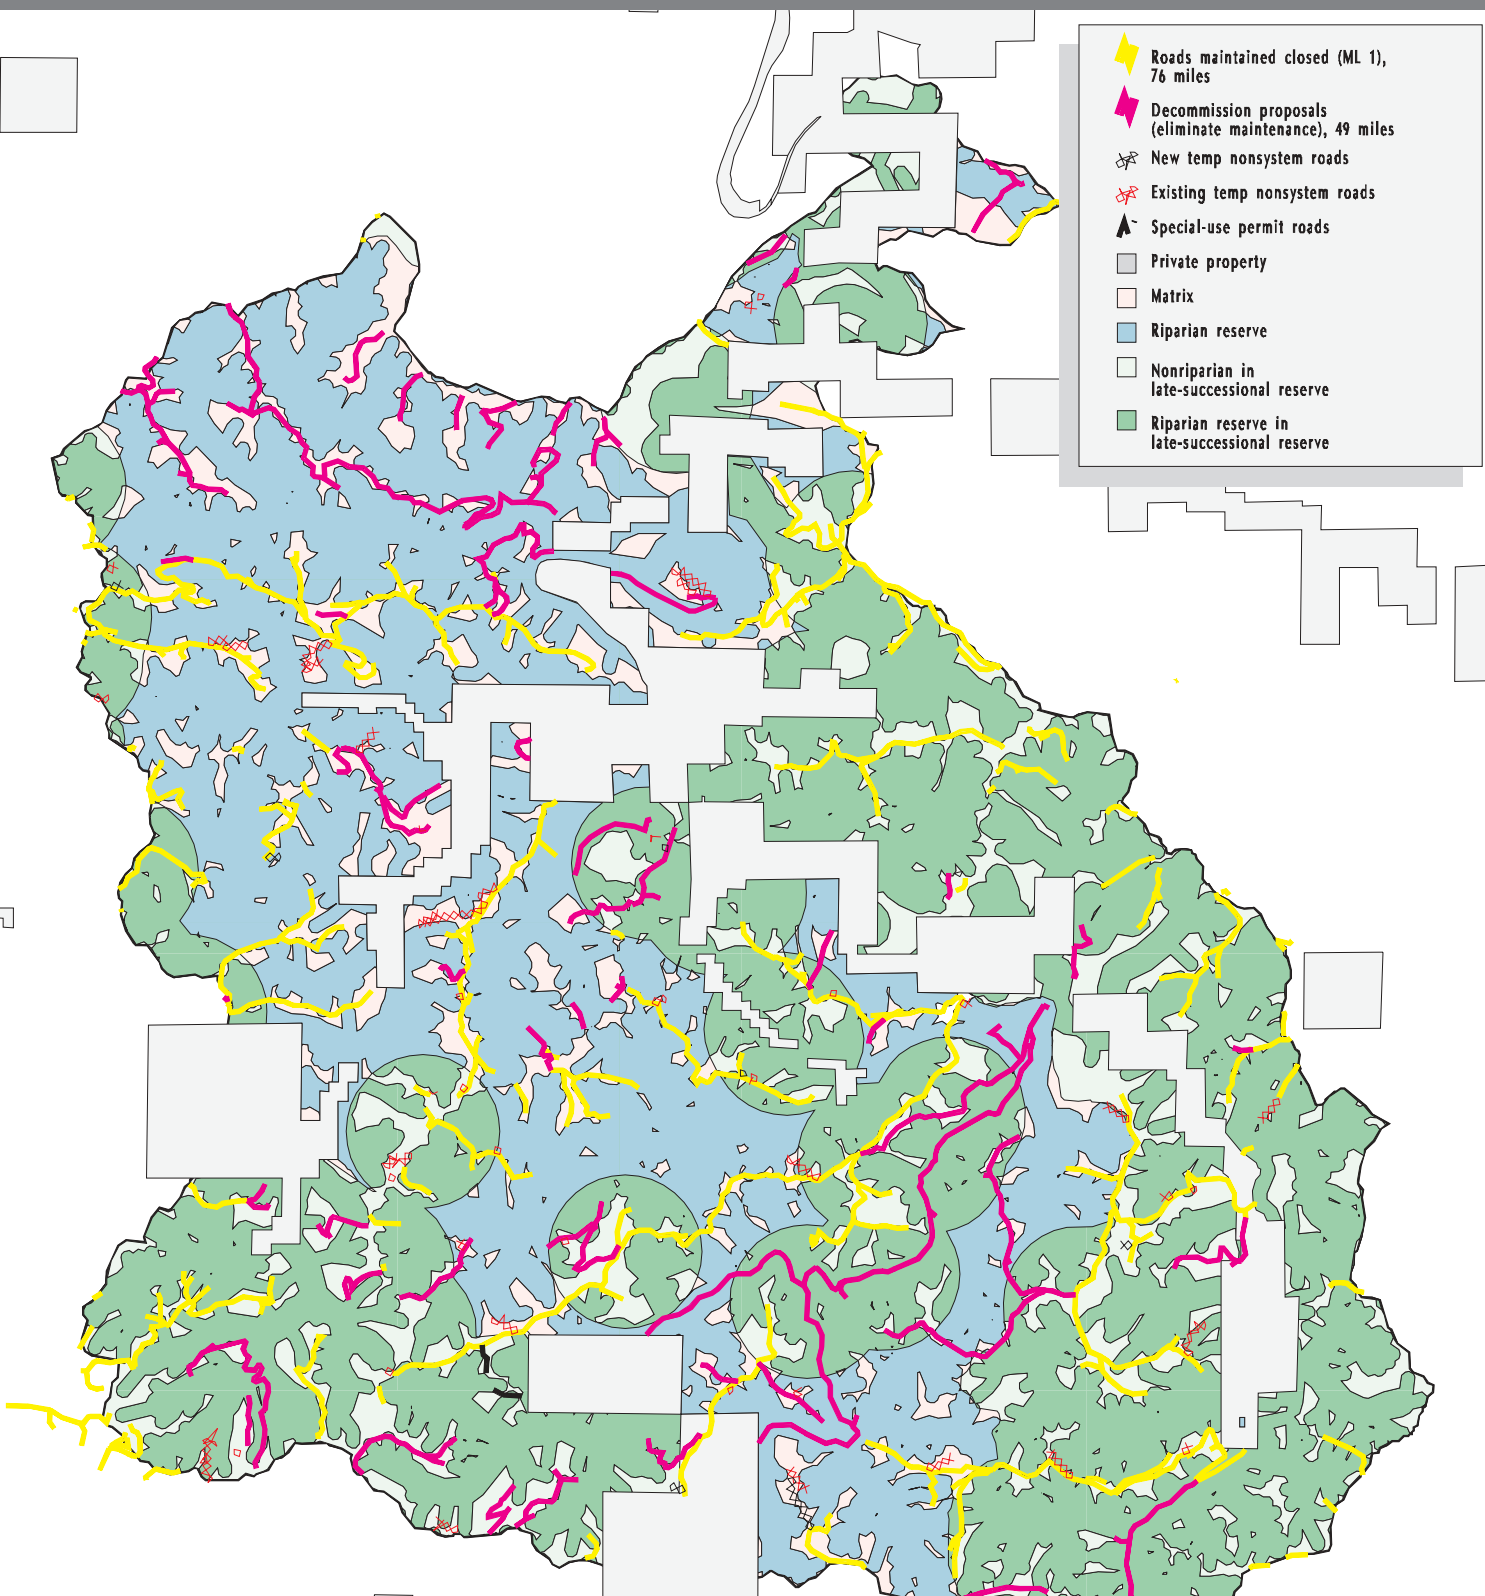 Roads maintained closed (ML 1),
76 miles
Decommission proposals
(eliminate maintenance), 49 miles
New temp nonsystem roads
Existing temp nonsystem roads
Special-use permit roads
Private property
Matrix
Riparian reserve
Nonriparian in
late-successional reserve
Riparian reserve in
late-successional reserve